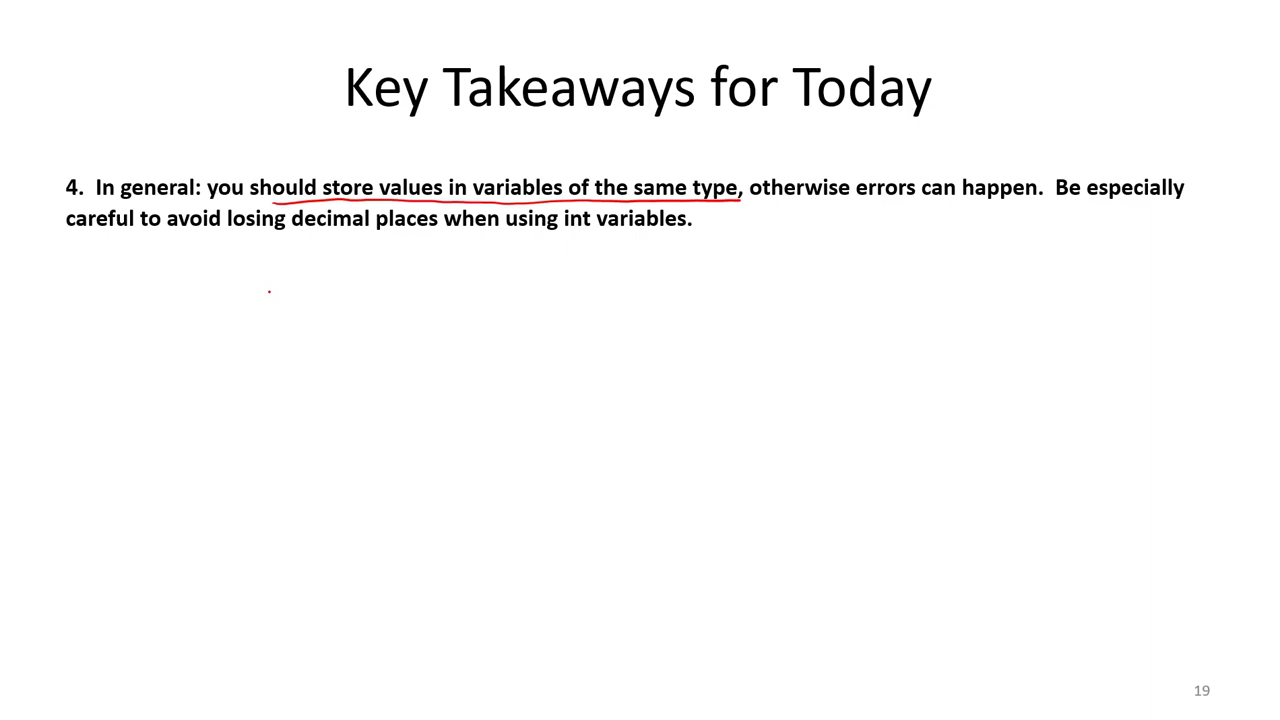 Key Takeaways for Today
4. In general: you should store values in variables of the same type, otherwise errors can happen. Be especially
careful to avoid losing decimal places when using int variables.
19